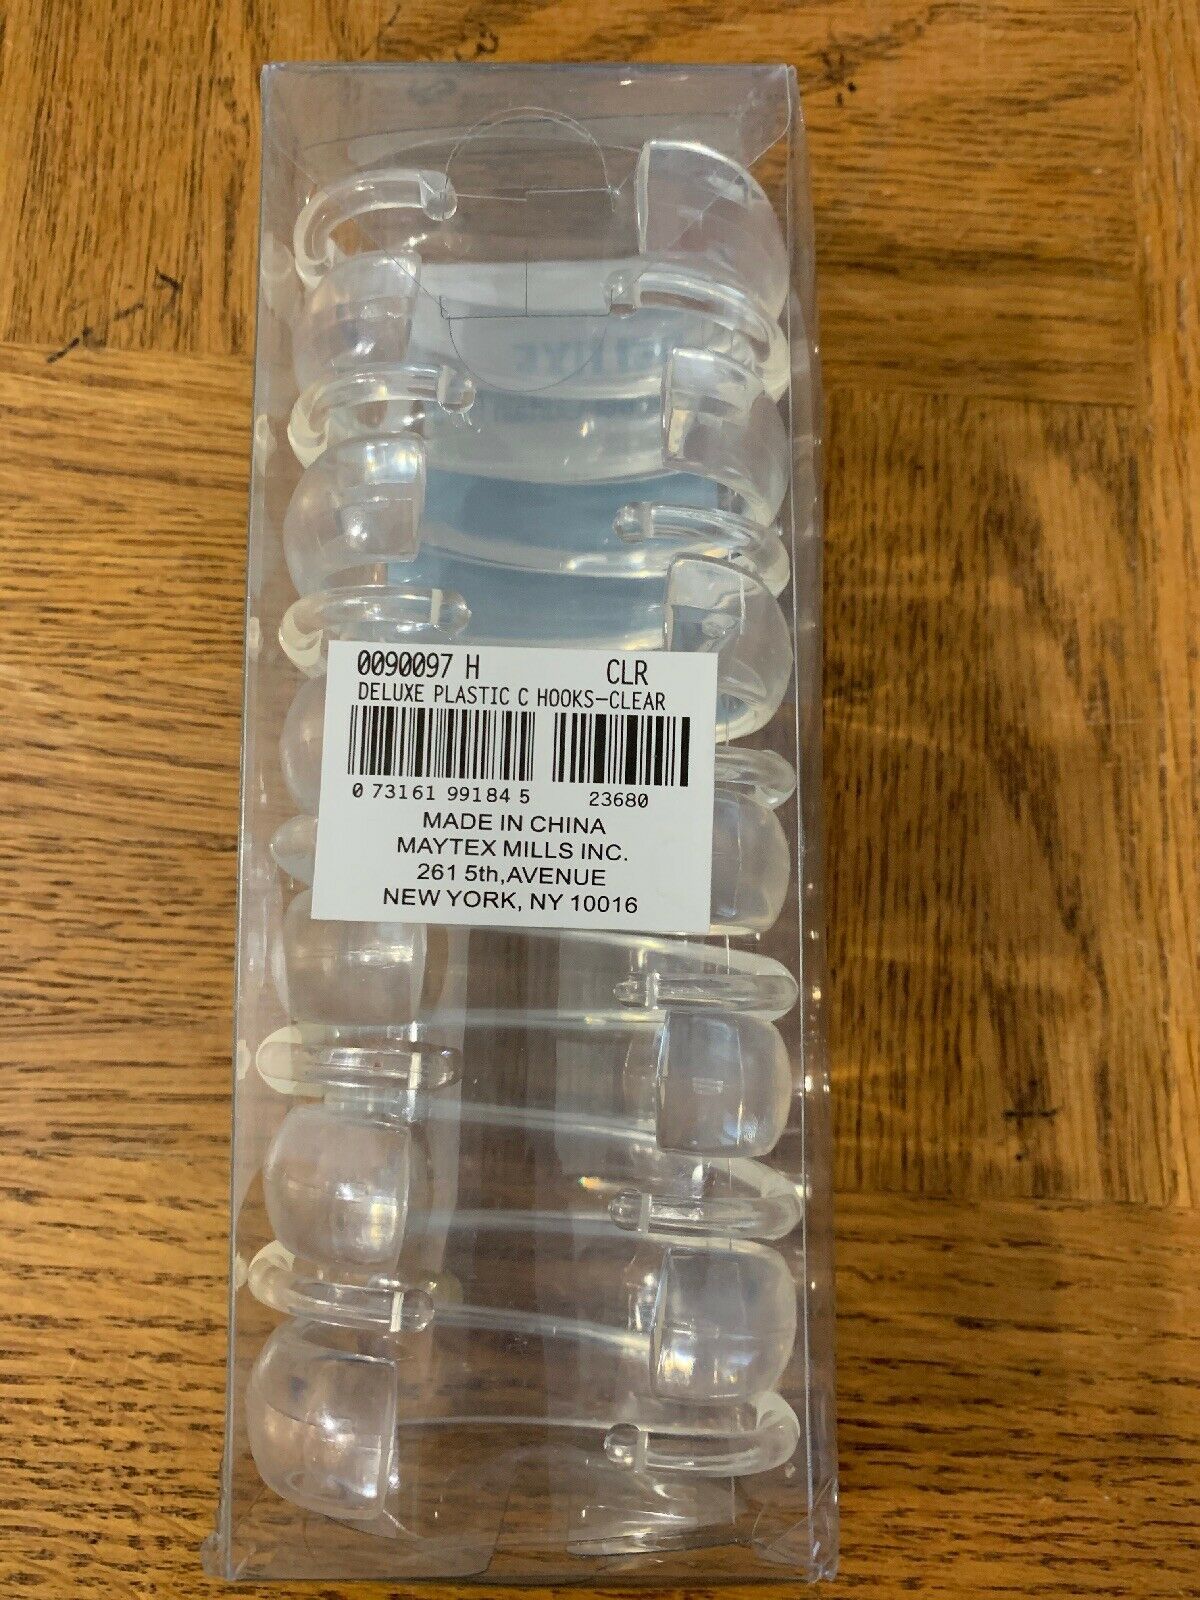 0090097 H CLR
DELUXE PLASTIC C HOOKS-CLEAR
0 73161 99184 5 23680
MADE IN CHINA
MAYTEX MILLS INC.
261 5th,AVENUE
NEW YORK, NY 10016